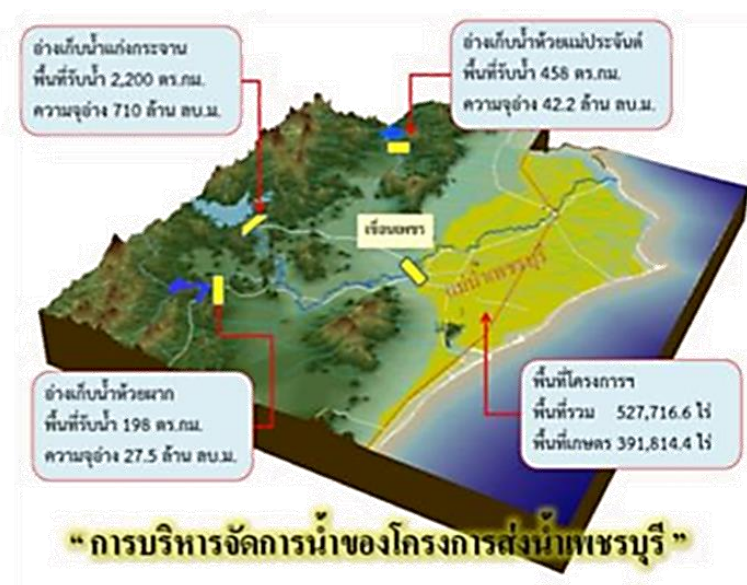 อ่างเก็บน้ำแก่งกระจาน
พื้นที่รับน้ำ 2,200 ตร.กม.
ความจุอ่าง 710 ล้าน ลบ.ม.
อ่างเก็บน้ำห้วยแม่ประจันต์
พื้นที่รับน้ำ 458 ตร.กม.
ความจุอ่าง 42.2 ล้าน ลบ.ม.
เขื่อนเพชร
แม่น้ำเพชรบุรี
อ่างเก็บน้ำห้วยผาก
พื้นที่รับน้ำ 198 ตร.กม.
ความจุอ่าง 27.5 ล้าน ลบ.ม.
พื้นที่โครงการฯ
พื้นที่รวม 527,716.6 ไร่
พื้นที่เกษตร 391,814.4 ไร่
“ การบริหารจัดการน้ำของโครงการส่งน้ำเพชรบุรี ”